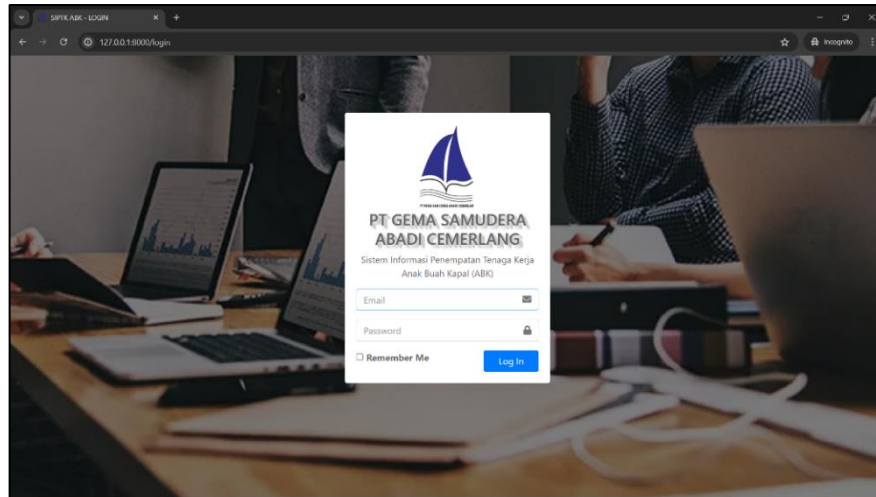 SIPTK ABK - LOGIN
127.0.0.1:8000/login
Incognito
PT GEMA SAMUDERA
ABADI CEMERLANG
Sistem Informasi Penempatan Tenaga Kerja
Anak Buah Kapal (ABK)
Email
Password
Remember Me
Log In